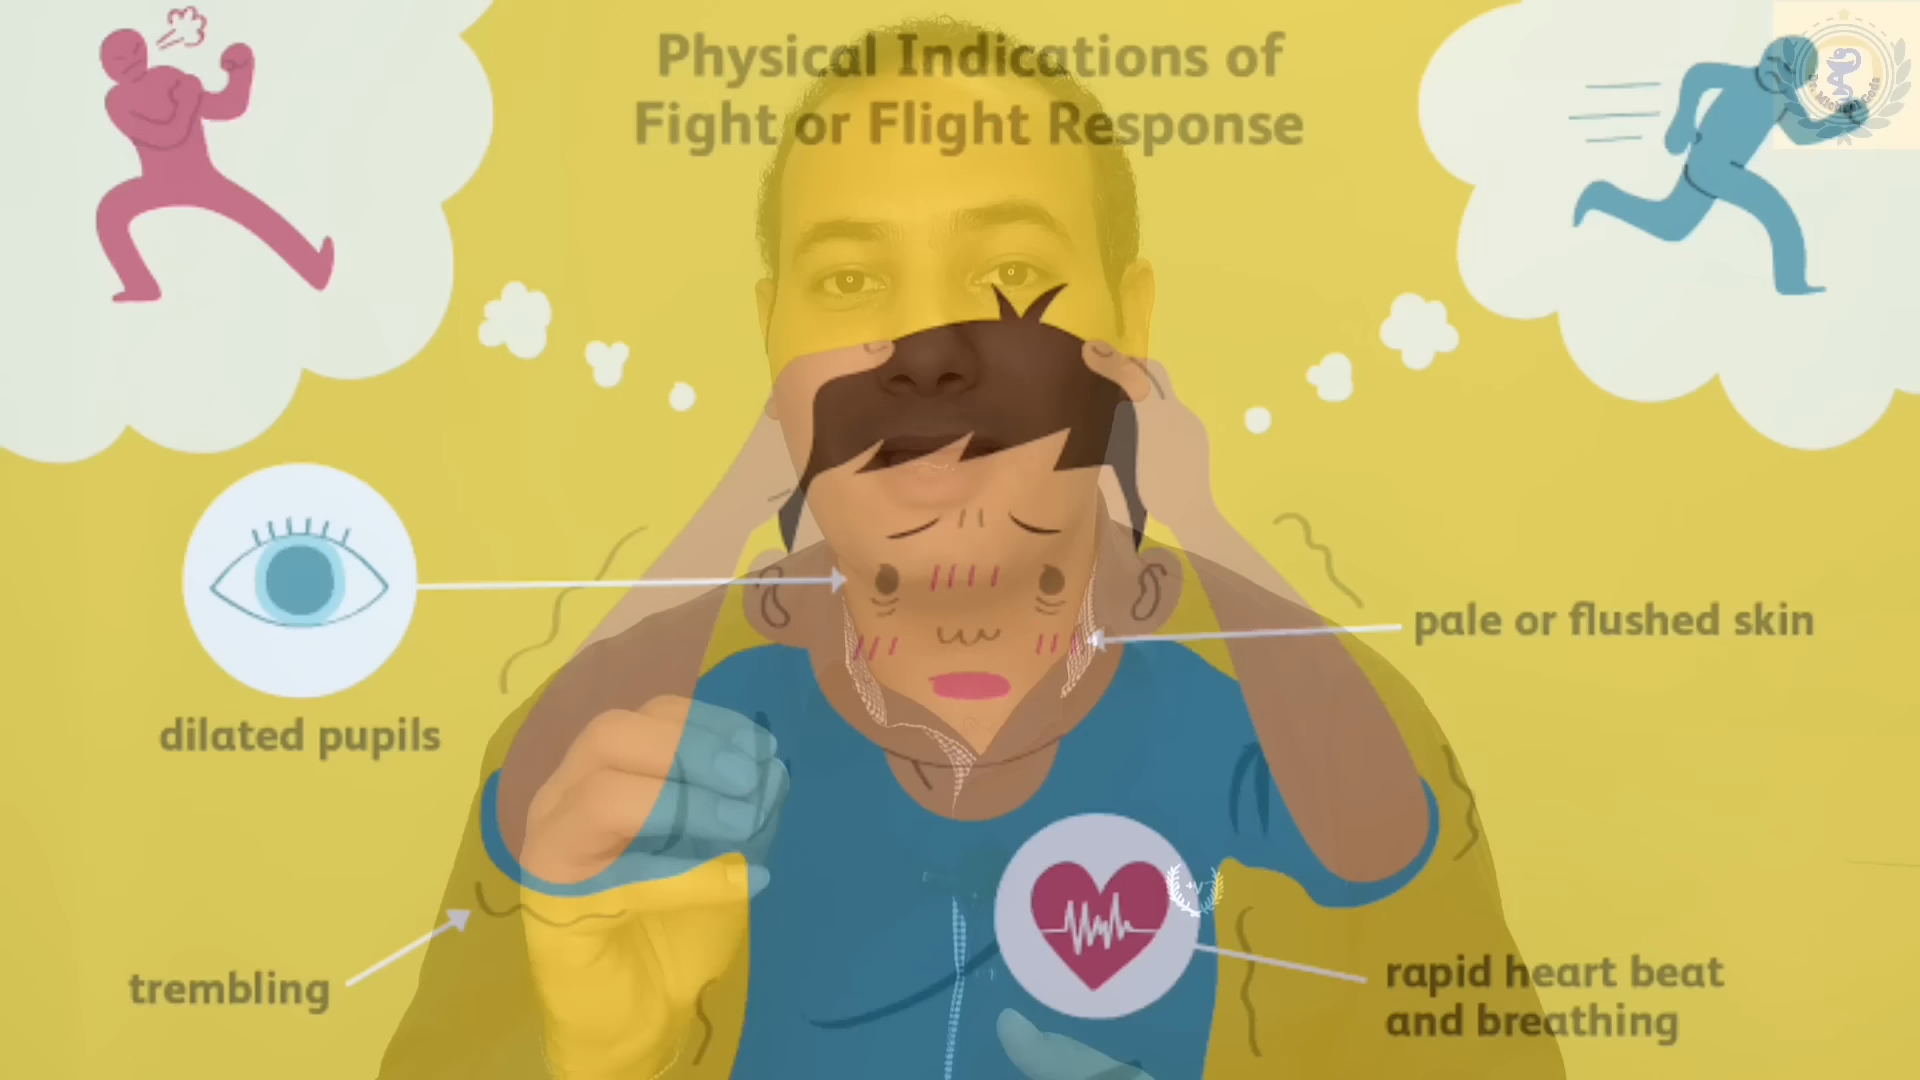 Physical Indications of
Fight or Flight Response
dilated pupils
pale or flushed skin
trembling
rapid heart beat
and breathing